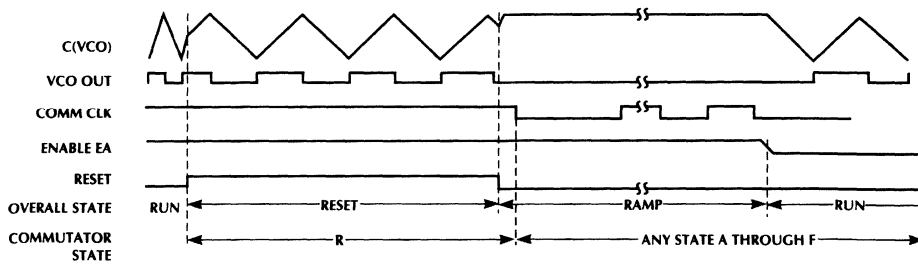 C(VCO)
VCO OUT
COMM CLK
ENABLE EA
RESET
OVERALL STATE RUN RESET RAMP RUN
COMMUTATOR STATE R ANY STATE A THROUGH F